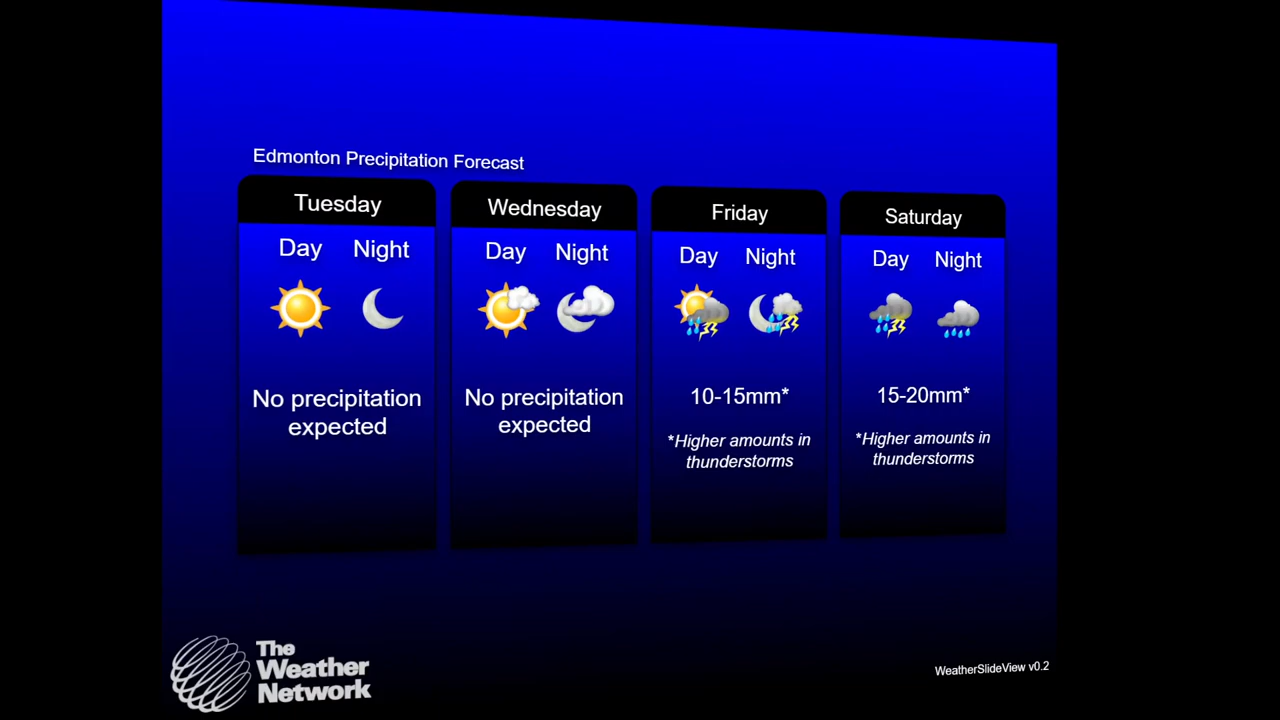 Edmonton Precipitation Forecast
Tuesday
Day Night
No precipitation
expected
Wednesday
Day Night
No precipitation
expected
Friday
Day Night
10-15mm*
*Higher amounts in
thunderstorms
Saturday
Day Night
15-20mm*
*Higher amounts in
thunderstorms
The
Weather
Network
WeatherSlideView v0.2